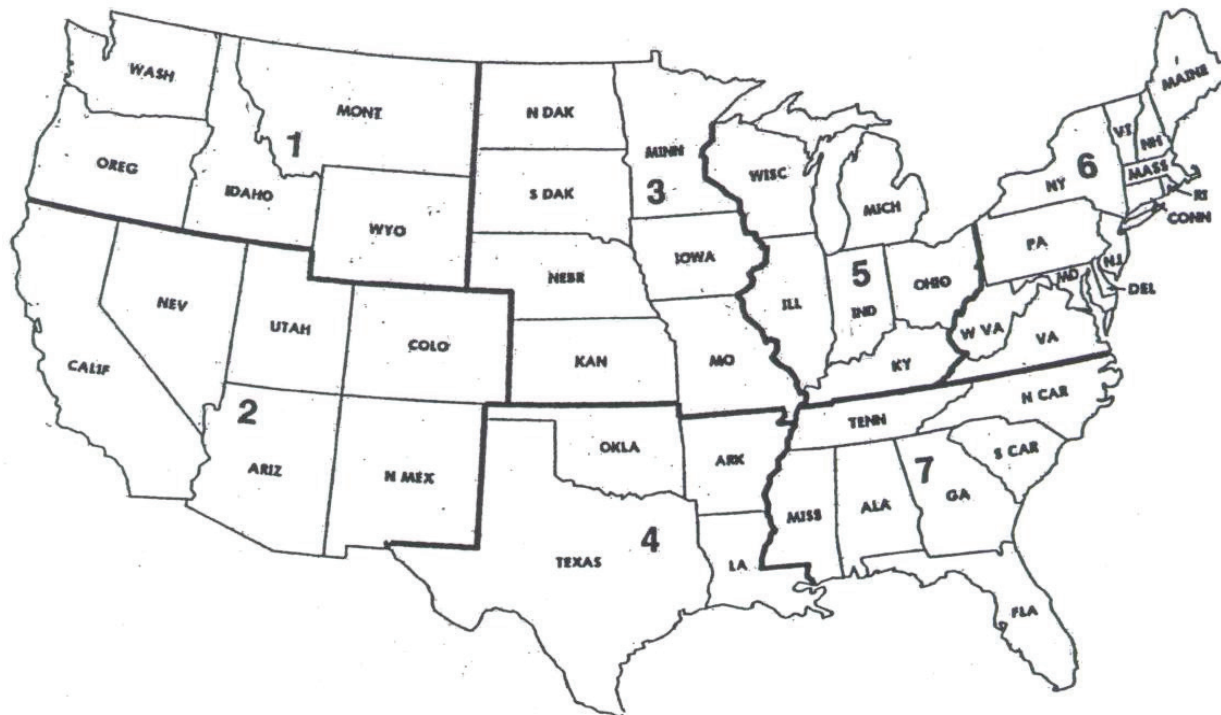 WASH
MONT
1
OREG
IDAHO
WYO
N DAK
S DAK
MINN
3
NEBR
IOWA
KAN
MO
CALIF
NEV
UTAH
COLO
2
ARIZ
N MEX
OKLA
ARK
TEXAS
4
LA
WISC
MICH
ILL
5
IND
OHIO
KY
MAINE
V.T.
NH
6
NY
MASS
RI
CONN
PA
N.J.
MD
DEL
W VA
VA
TENN
N CAR
S CAR
7
MISS
ALA
GA
FLA